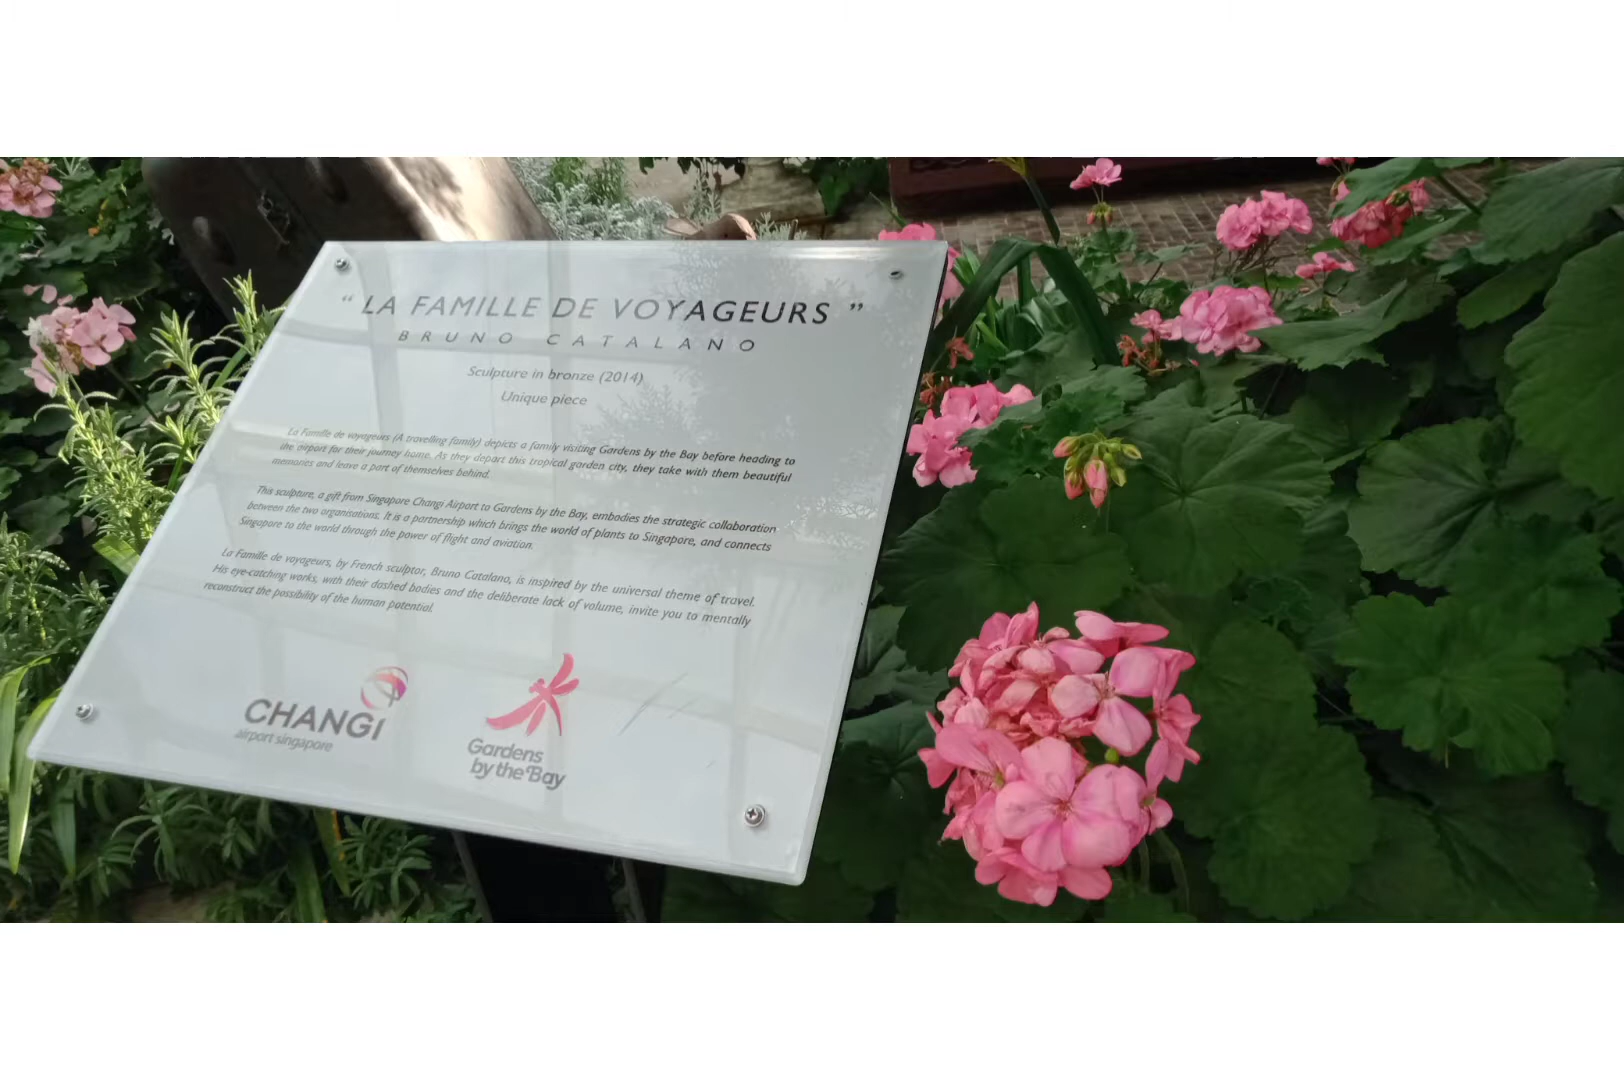 “ LA FAMILLE DE VOYAGEURS ”
BRUNO CATALANO
Sculpture in bronze (2014)
Unique piece
La Famille de voyageurs (A travelling family) depicts a family visiting Gardens by the Bay before heading to
the airport for their journey home. As they depart this tropical garden city, they take with them beautiful
memories and leave a part of themselves behind.
This sculpture, a gift from Singapore Changi Airport to Gardens by the Bay, embodies the strategic collaboration
between the two organisations. It is a partnership which brings the world of plants to Singapore, and connects
Singapore to the world through the power of flight and aviation.
La Famille de voyageurs, by French sculptor, Bruno Catalano, is inspired by the universal theme of travel.
His eye-catching works, with their dashed bodies and the deliberate lack of volume, invite you to mentally
reconstruct the possibility of the human potential.
CHANGI
airport singapore
Gardens
by the Bay